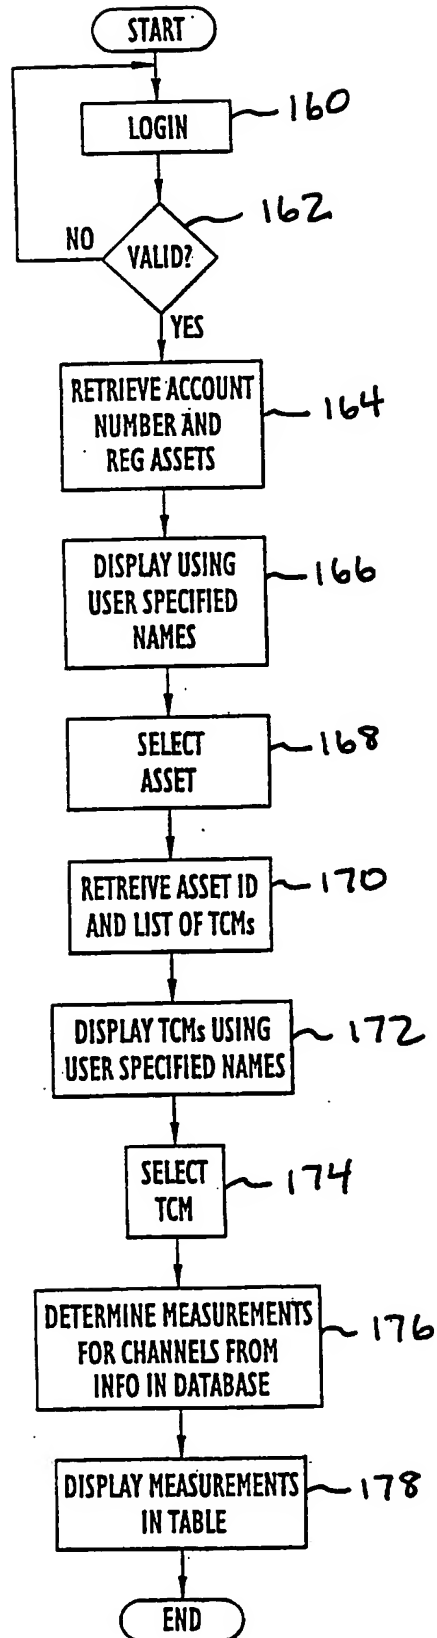 START
LOGIN
160
162
NO
VALID?
YES
RETRIEVE ACCOUNT
NUMBER AND
REG ASSETS
164
DISPLAY USING
USER SPECIFIED
NAMES
166
SELECT
ASSET
168
RETREIVE ASSET ID
AND LIST OF TCMs
170
DISPLAY TCMs USING
USER SPECIFIED NAMES
172
SELECT
TCM
174
DETERMINE MEASUREMENTS
FOR CHANNELS FROM
INFO IN DATABASE
176
DISPLAY MEASUREMENTS
IN TABLE
178
END